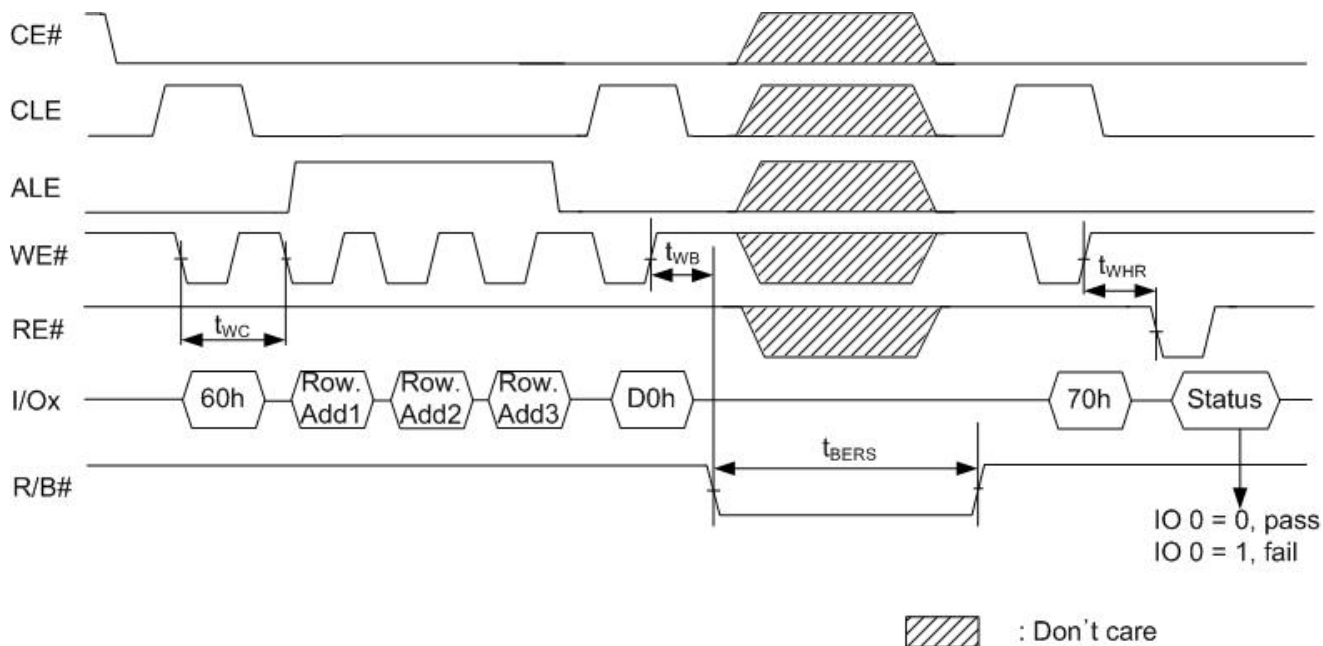 CE#
CLE
ALE
WE#
tWB
tWHR
RE#
tWC
I/Ox
60h
Row. Add1
Row. Add2
Row. Add3
D0h
70h
Status
tBERS
R/B#
IO 0 = 0, pass
IO 0 = 1, fail
: Don't care